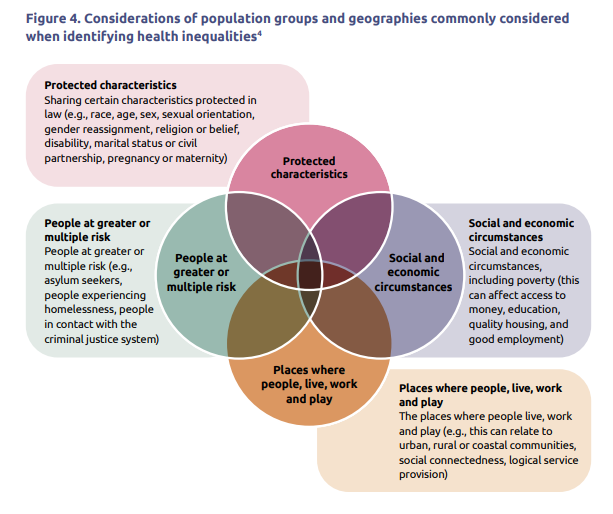 Figure 4. Considerations of population groups and geographies commonly considered
when identifying health inequalities⁴
Protected characteristics
Sharing certain characteristics protected in
law (e.g., race, age, sex, sexual orientation,
gender reassignment, religion or belief,
disability, marital status or civil
partnership, pregnancy or maternity)
Protected
characteristics
People at greater or
multiple risk
People at greater or
multiple risk (e.g.,
asylum seekers,
people experiencing
homelessness, people
in contact with the
criminal justice system)
People at
greater or
multiple risk
Social and
economic
circumstances
Social and economic
circumstances
Social and economic
circumstances,
including poverty (this
can affect access to
money, education,
quality housing, and
good employment)
Places where
people, live, work
and play
Places where people, live, work
and play
The places where people live, work
and play (e.g., this can relate to
urban, rural or coastal communities,
social connectedness, logical service
provision)